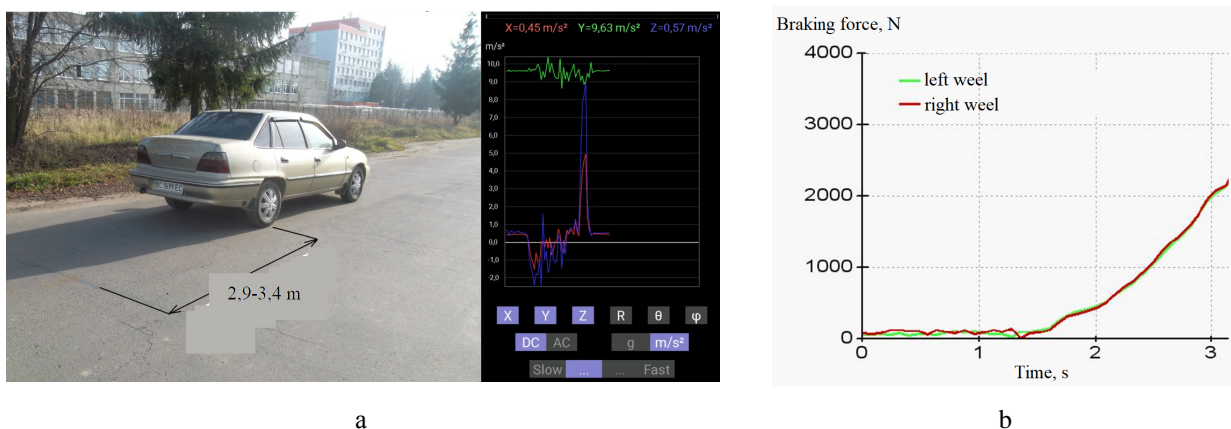 X=0,45 m/s² Y=9,63 m/s² Z=0,57 m/s²
m/s²
10,0
9,0
8,0
7,0
6,0
5,0
4,0
3,0
2,0
1,0
0,0
-1,0
-2,0
2,9-3,4 m
X Y Z R θ φ
DC AC g m/s²
Slow ... ... Fast
a
Braking force, N
4000
3000
2000
1000
0
left weel
right weel
0 1 2 3
Time, s
b